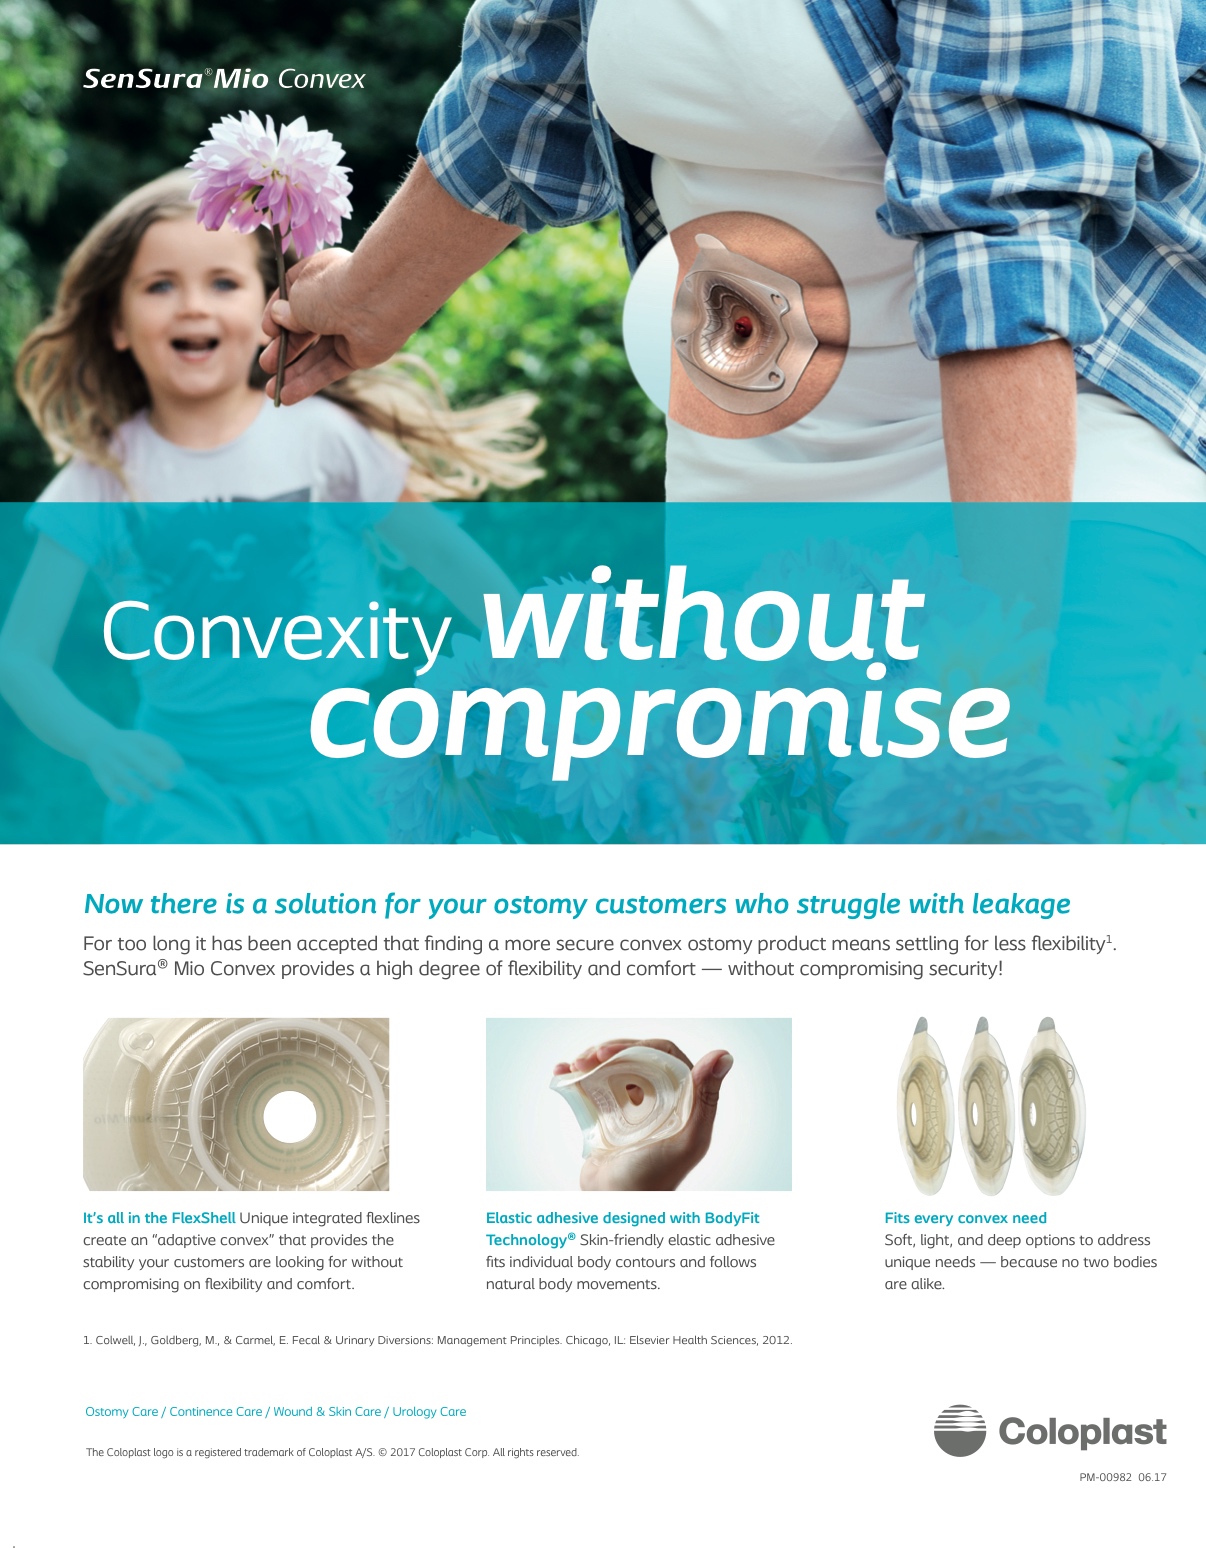 SenSura®Mio Convex
Convexity without
compromise
Now there is a solution for your ostomy customers who struggle with leakage
For too long it has been accepted that finding a more secure convex ostomy product means settling for less flexibility1.
SenSura® Mio Convex provides a high degree of flexibility and comfort — without compromising security!
It’s all in the FlexShell Unique integrated flexlines
create an “adaptive convex” that provides the
stability your customers are looking for without
compromising on flexibility and comfort.
Elastic adhesive designed with BodyFit
Technology® Skin-friendly elastic adhesive
fits individual body contours and follows
natural body movements.
Fits every convex need
Soft, light, and deep options to address
unique needs — because no two bodies
are alike.
1. Colwell, J., Goldberg, M., & Carmel, E. Fecal & Urinary Diversions: Management Principles. Chicago, IL: Elsevier Health Sciences, 2012.
Ostomy Care / Continence Care / Wound & Skin Care / Urology Care
The Coloplast logo is a registered trademark of Coloplast A/S. © 2017 Coloplast Corp. All rights reserved.
Coloplast
PM-00982 06.17